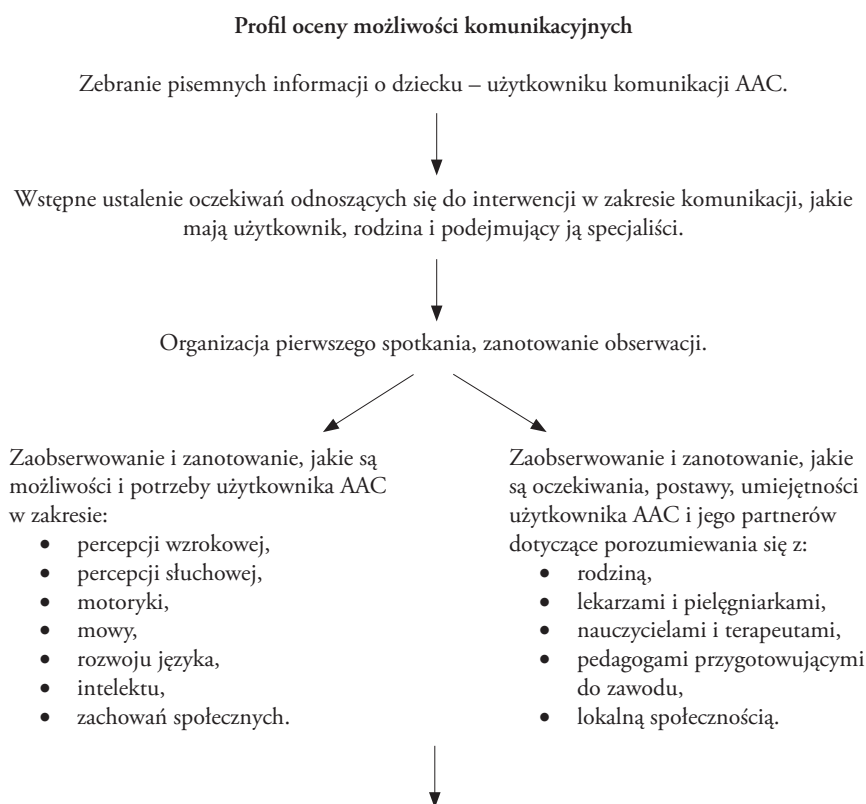 Profil oceny możliwości komunikacyjnych
Zebranie pisemnych informacji o dziecku – użytkowniku komunikacji AAC.
Wstępne ustalenie oczekiwań odnoszących się do interwencji w zakresie komunikacji, jakie
mają użytkownik, rodzina i podejmujący ją specjaliści.
Organizacja pierwszego spotkania, zanotowanie obserwacji.
Zaobserwowanie i zanotowanie, jakie są
możliwości i potrzeby użytkownika AAC
w zakresie:
• percepcji wzrokowej,
• percepcji słuchowej,
• motoryki,
• mowy,
• rozwoju języka,
• intelektu,
• zachowań społecznych.
Zaobserwowanie i zanotowanie, jakie
są oczekiwania, postawy, umiejętności
użytkownika AAC i jego partnerów
dotyczące porozumiewania się z:
• rodziną,
• lekarzami i pielęgniarkami,
• nauczycielami i terapeutami,
• pedagogami przygotowującymi
do zawodu,
• lokalną społecznością.